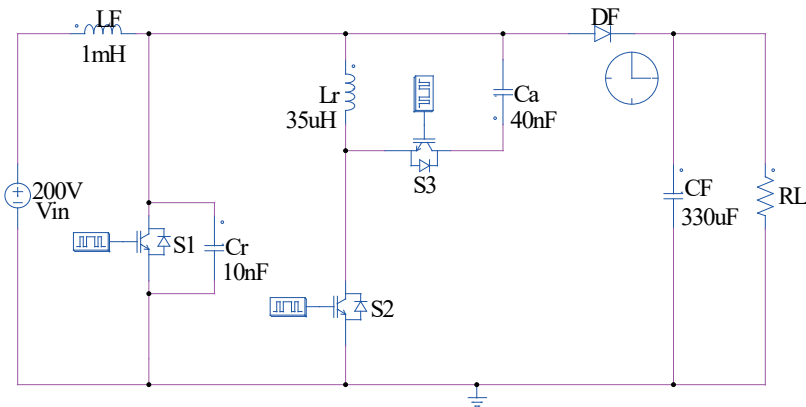 LF
1mH
DF
Lr
35uH
Ca
40nF
S3
200V
Vin
CF
330uF
RL
S1
Cr
10nF
S2